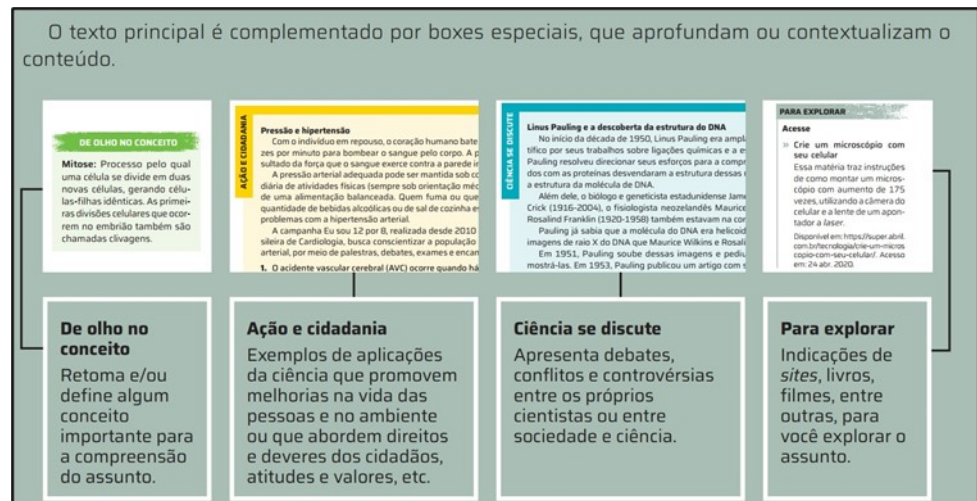 O texto principal é complementado por boxes especiais, que aprofundam ou contextualizam o
conteúdo.
DE OLHO NO CONCEITO
Mitose: Processo pelo qual
uma célula se divide em duas
novas células, gerando célu-
las-filhas idênticas. As primei-
ras divisões celulares que ocor-
rem no embrião também são
chamadas clivagens.
AÇÃO E CIDADANIA
Pressão e hipertensão
Com o indivíduo em repouso, o coração humano bate
zes por minuto para bombear o sangue pelo corpo. A p
sultado da força que o sangue exerce contra a parede in
A pressão arterial adequada pode ser mantida sob co
diária de atividades físicas (sempre sob orientação méd
de uma alimentação balanceada. Quem fuma ou que
quantidade de bebidas alcoólicas ou de sal de cozinha es
problemas com a hipertensão arterial.
A campanha Eu sou 12 por 8, realizada desde 2010
sileira de Cardiologia, busca conscientizar a população
arterial, por meio de palestras, debates, exames e encart
1. O acidente vascular cerebral (AVC) ocorre quando há
CIÊNCIA SE DISCUTE
Linus Pauling e a descoberta da estrutura do DNA
No início da década de 1950, Linus Pauling era ampla
tífico por seus trabalhos sobre ligações químicas e a es
Pauling resolveu direcionar seus esforços para a compr
dos com as proteínas desvendaram a estrutura dessas m
a estrutura da molécula de DNA.
Além dele, o biólogo e geneticista estadunidense Jame
Crick (1916-2004), o fisiologista neozelandês Maurice
Rosalind Franklin (1920-1958) também estavam na cor
Pauling já sabia que a molécula do DNA era helicoid
imagens de raio X do DNA que Maurice Wilkins e Rosali
Em 1951, Pauling soube dessas imagens e pediu
mostrá-las. Em 1953, Pauling publicou um artigo com s
PARA EXPLORAR
Acesse
» Crie um microscópio com
seu celular
Essa matéria traz instruções
de como montar um micros-
cópio com aumento de 175
vezes, utilizando a câmera do
celular e a lente de um apon-
tador a laser.
Disponível em: https://super.abril.
com.br/tecnologia/crie-um-micros
copio-com-seu-celular/. Acesso
em: 24 abr. 2020.
De olho no
conceito
Retoma e/ou
define algum
conceito
importante para
a compreensão
do assunto.
Ação e cidadania
Exemplos de aplicações
da ciência que promovem
melhorias na vida das
pessoas e no ambiente
ou que abordem direitos
e deveres dos cidadãos,
atitudes e valores, etc.
Ciência se discute
Apresenta debates,
conflitos e controvérsias
entre os próprios
cientistas ou entre
sociedade e ciência.
Para explorar
Indicações de
sites, livros,
filmes, entre
outras, para
você explorar o
assunto.